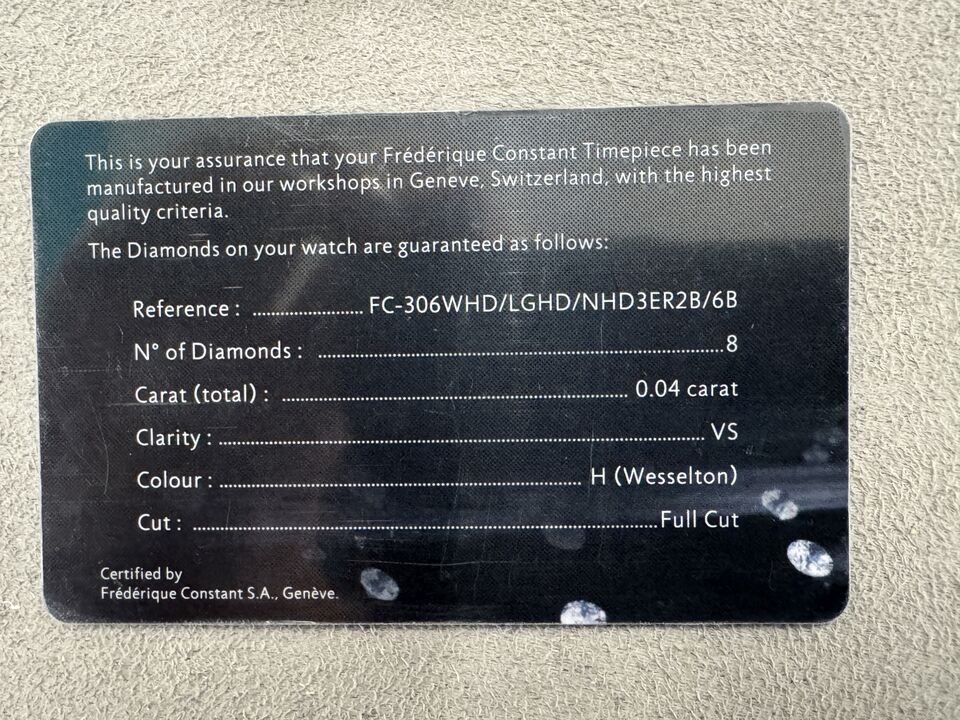 This is your assurance that your Frédérique Constant Timepiece has been
manufactured in our workshops in Geneve, Switzerland, with the highest
quality criteria.
The Diamonds on your watch are guaranteed as follows:
Reference : ........................ FC-306WHD/LGHD/NHD3ER2B/6B
N° of Diamonds : ........................................................................................8
Carat (total) : ........................................................................... 0.04 carat
Clarity : ......................................................................................................... VS
Colour : .............................................................................. H (Wesselton)
Cut : ....................................................................................................Full Cut
Certified by
Frédérique Constant S.A., Genève.